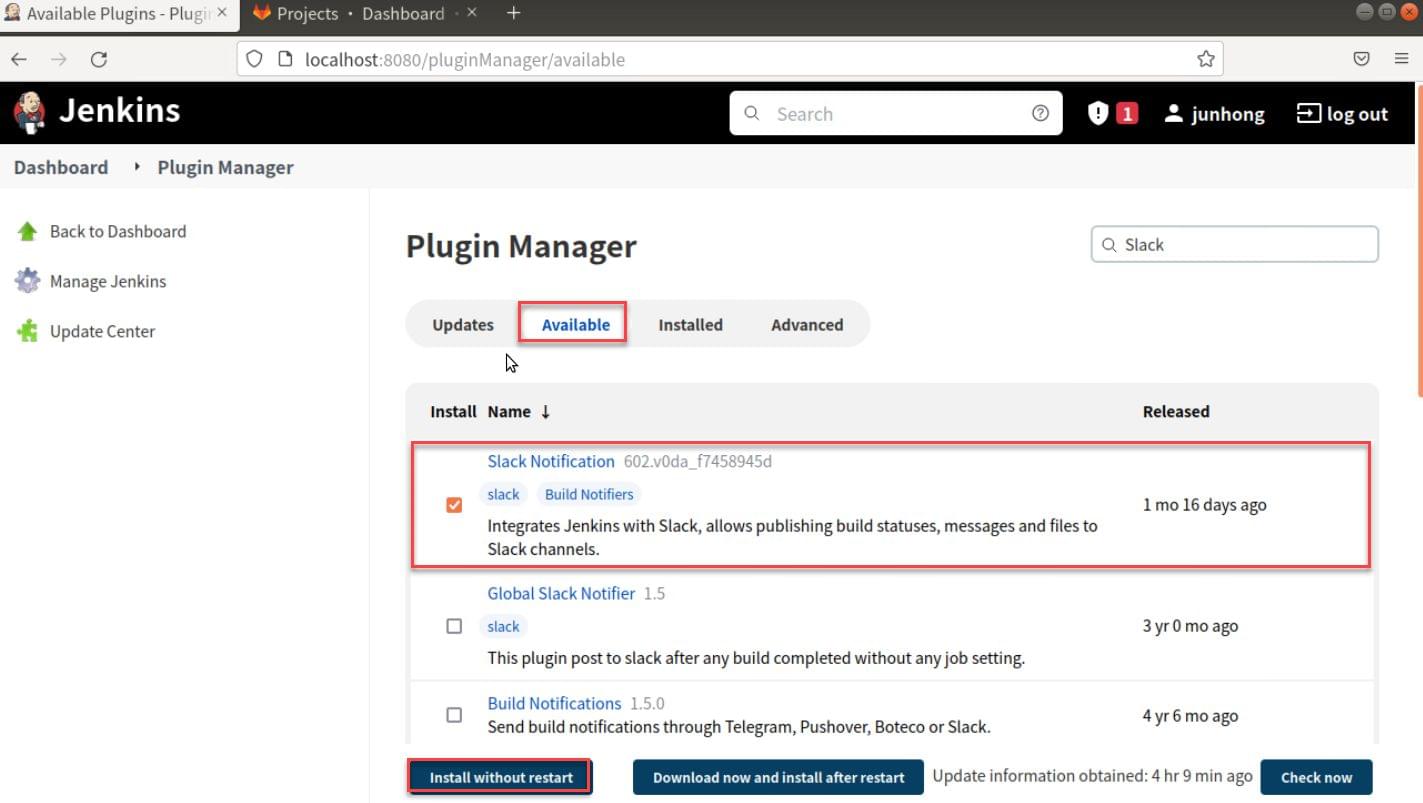 Available Plugins - Plugin
Projects · Dashboard ·
localhost:8080/pluginManager/available
Jenkins
Search
1
junhong
log out
Dashboard
Plugin Manager
Back to Dashboard
Manage Jenkins
Update Center
Plugin Manager
Slack
Updates
Available
Installed
Advanced
Install Name ↓ Released
Slack Notification 602.v0da_f7458945d
slack Build Notifiers
1 mo 16 days ago
Integrates Jenkins with Slack, allows publishing build statuses, messages and files to
Slack channels.
Global Slack Notifier 1.5
slack
3 yr 0 mo ago
This plugin post to slack after any build completed without any job setting.
Build Notifications 1.5.0
4 yr 6 mo ago
Send build notifications through Telegram, Pushover, Boteco or Slack.
Install without restart
Download now and install after restart
Update information obtained: 4 hr 9 min ago
Check now